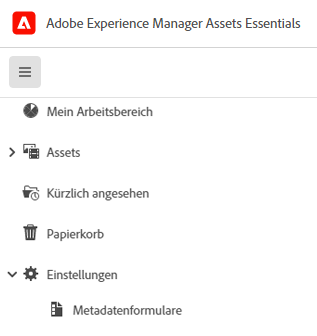 Adobe Experience Manager Assets Essentials
Mein Arbeitsbereich
Assets
Kürzlich angesehen
Papierkorb
Einstellungen
Metadatenformulare